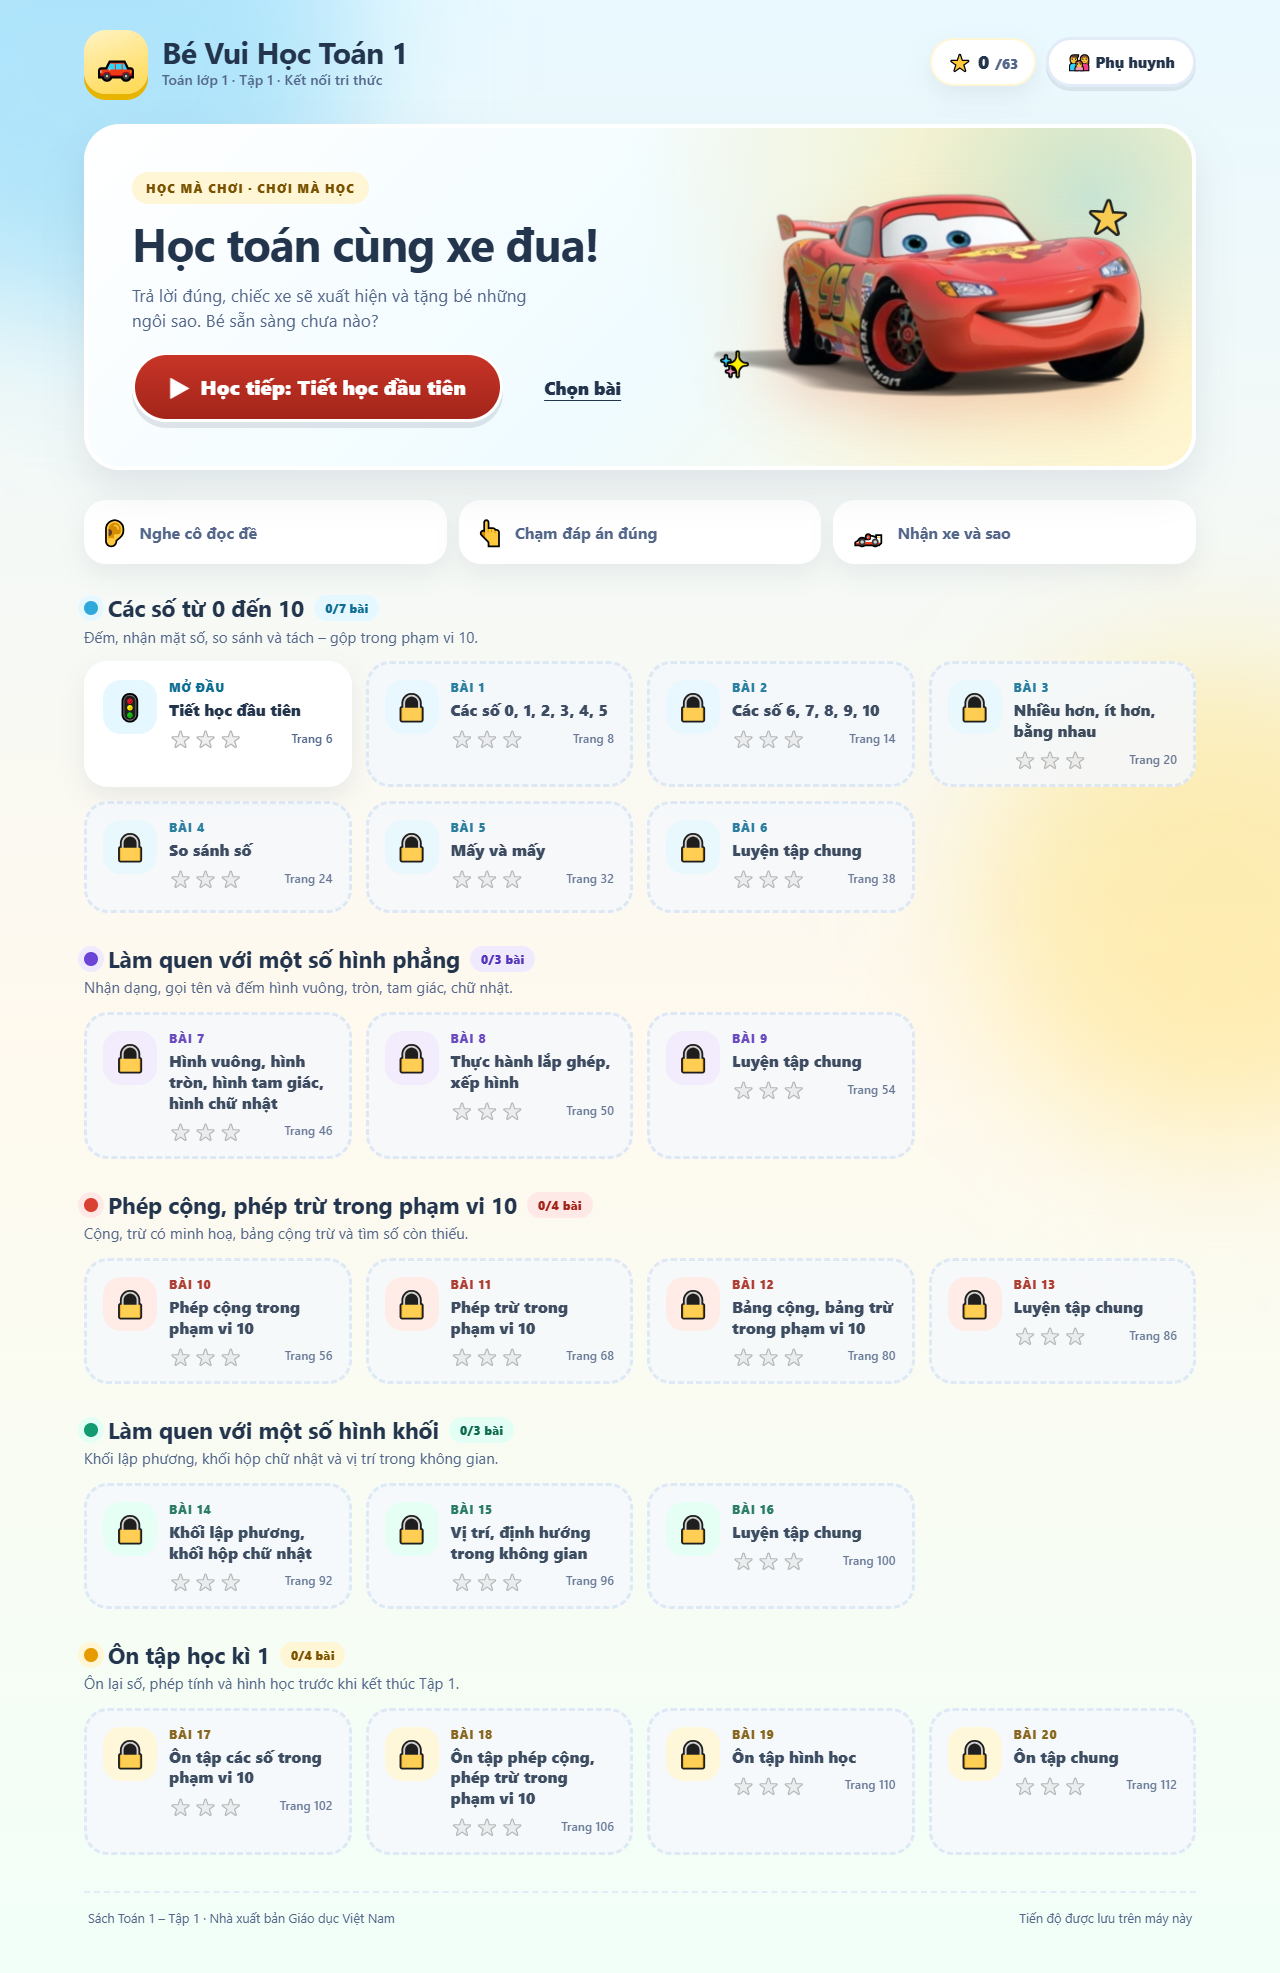 Bé Vui Học Toán 1
Toán lớp 1 · Tập 1 · Kết nối tri thức
0 /63
Phụ huynh
HỌC MÀ CHƠI · CHƠI MÀ HỌC
Học toán cùng xe đua!
Trả lời đúng, chiếc xe sẽ xuất hiện và tặng bé những
ngôi sao. Bé sẵn sàng chưa nào?
Học tiếp: Tiết học đầu tiên
Chọn bài
95
LIGHTYEAR
Nghe cô đọc đề
Chạm đáp án đúng
Nhận xe và sao
Các số từ 0 đến 10
0/7 bài
Đếm, nhận mặt số, so sánh và tách – gộp trong phạm vi 10.
MỞ ĐẦU
Tiết học đầu tiên
Trang 6
BÀI 1
Các số 0, 1, 2, 3, 4, 5
Trang 8
BÀI 2
Các số 6, 7, 8, 9, 10
Trang 14
BÀI 3
Nhiều hơn, ít hơn,
bằng nhau
Trang 20
BÀI 4
So sánh số
Trang 24
BÀI 5
Mấy và mấy
Trang 32
BÀI 6
Luyện tập chung
Trang 38
Làm quen với một số hình phẳng
0/3 bài
Nhận dạng, gọi tên và đếm hình vuông, tròn, tam giác, chữ nhật.
BÀI 7
Hình vuông, hình
tròn, hình tam giác,
hình chữ nhật
Trang 46
BÀI 8
Thực hành lắp ghép,
xếp hình
Trang 50
BÀI 9
Luyện tập chung
Trang 54
Phép cộng, phép trừ trong phạm vi 10
0/4 bài
Cộng, trừ có minh hoạ, bảng cộng trừ và tìm số còn thiếu.
BÀI 10
Phép cộng trong
phạm vi 10
Trang 56
BÀI 11
Phép trừ trong
phạm vi 10
Trang 68
BÀI 12
Bảng cộng, bảng trừ
trong phạm vi 10
Trang 80
BÀI 13
Luyện tập chung
Trang 86
Làm quen với một số hình khối
0/3 bài
Khối lập phương, khối hộp chữ nhật và vị trí trong không gian.
BÀI 14
Khối lập phương,
khối hộp chữ nhật
Trang 92
BÀI 15
Vị trí, định hướng
trong không gian
Trang 96
BÀI 16
Luyện tập chung
Trang 100
Ôn tập học kì 1
0/4 bài
Ôn lại số, phép tính và hình học trước khi kết thúc Tập 1.
BÀI 17
Ôn tập các số trong
phạm vi 10
Trang 102
BÀI 18
Ôn tập phép cộng,
phép trừ trong
phạm vi 10
Trang 106
BÀI 19
Ôn tập hình học
Trang 110
BÀI 20
Ôn tập chung
Trang 112
Sách Toán 1 – Tập 1 · Nhà xuất bản Giáo dục Việt Nam
Tiến độ được lưu trên máy này